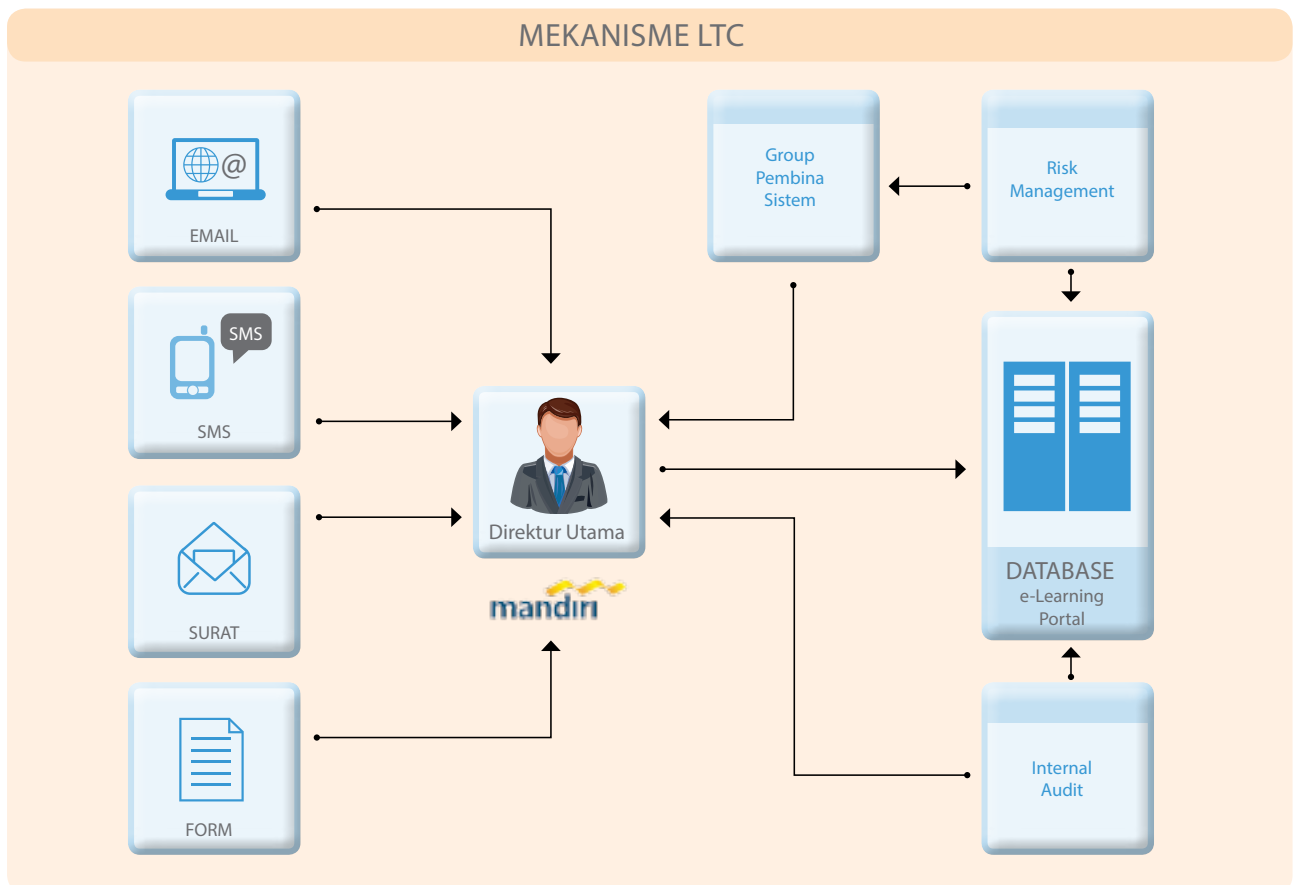 MEKANISME LTC
@
EMAIL
SMS
SMS
SURAT
FORM
Direktur Utama
mandırı
Group
Pembina
Sistem
Risk
Management
DATABASE
e-Learning
Portal
Internal
Audit